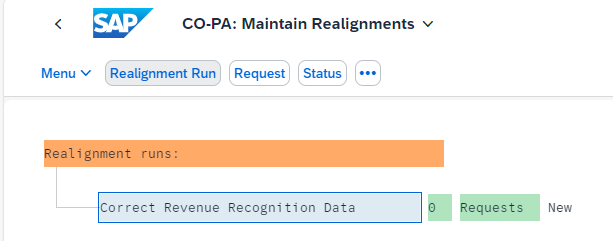 SAP CO-PA: Maintain Realignments
Menu Realignment Run Request Status
Realignment runs:
Correct Revenue Recognition Data 0 Requests New